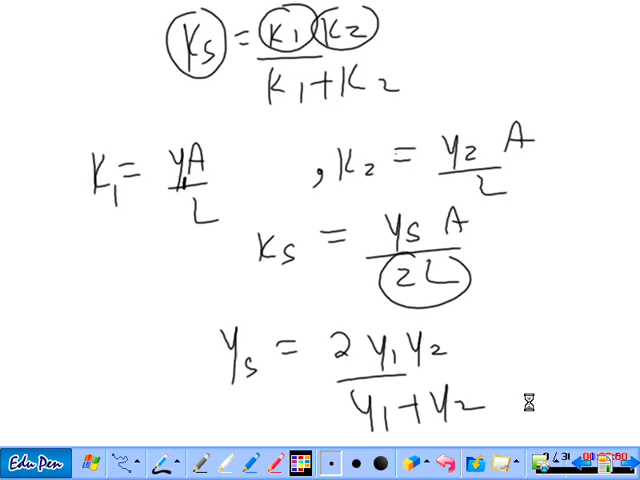 Ks = K1 K2
K1 + K2
K1 = Y1A , K2 = Y2 A
L L
Ks = Ys A
2L
Ys = 2 Y1 Y2
Y1 + Y2
Edu Pen